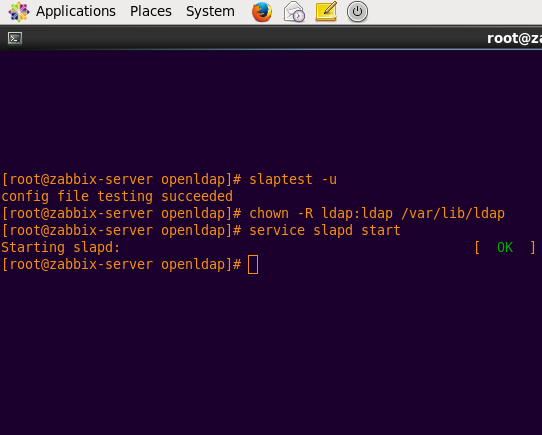 Applications Places System
root@za
[root@zabbix-server openldap]# slaptest -u
config file testing succeeded
[root@zabbix-server openldap]# chown -R ldap:ldap /var/lib/ldap
[root@zabbix-server openldap]# service slapd start
Starting slapd: [ OK ]
[root@zabbix-server openldap]#